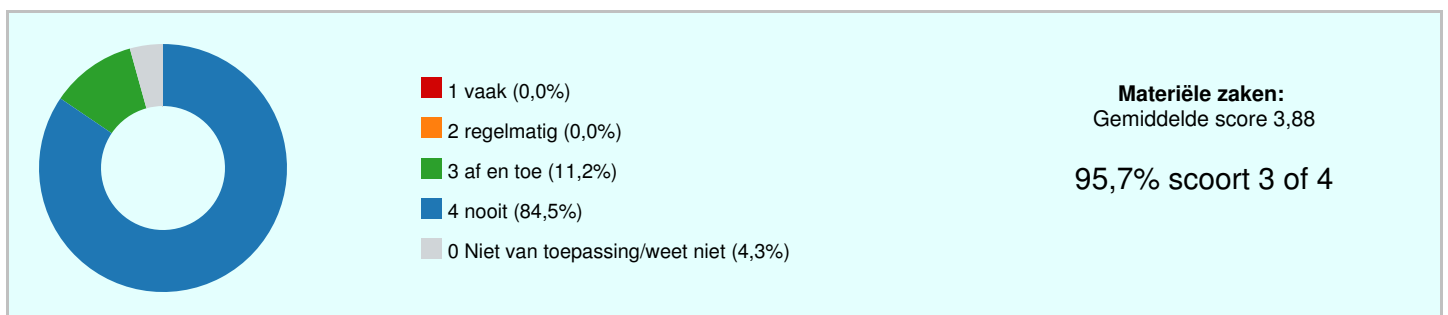 1 vaak (0,0%)
2 regelmatig (0,0%)
3 af en toe (11,2%)
4 nooit (84,5%)
0 Niet van toepassing/weet niet (4,3%)
Materiële zaken:
Gemiddelde score 3,88
95,7% scoort 3 of 4